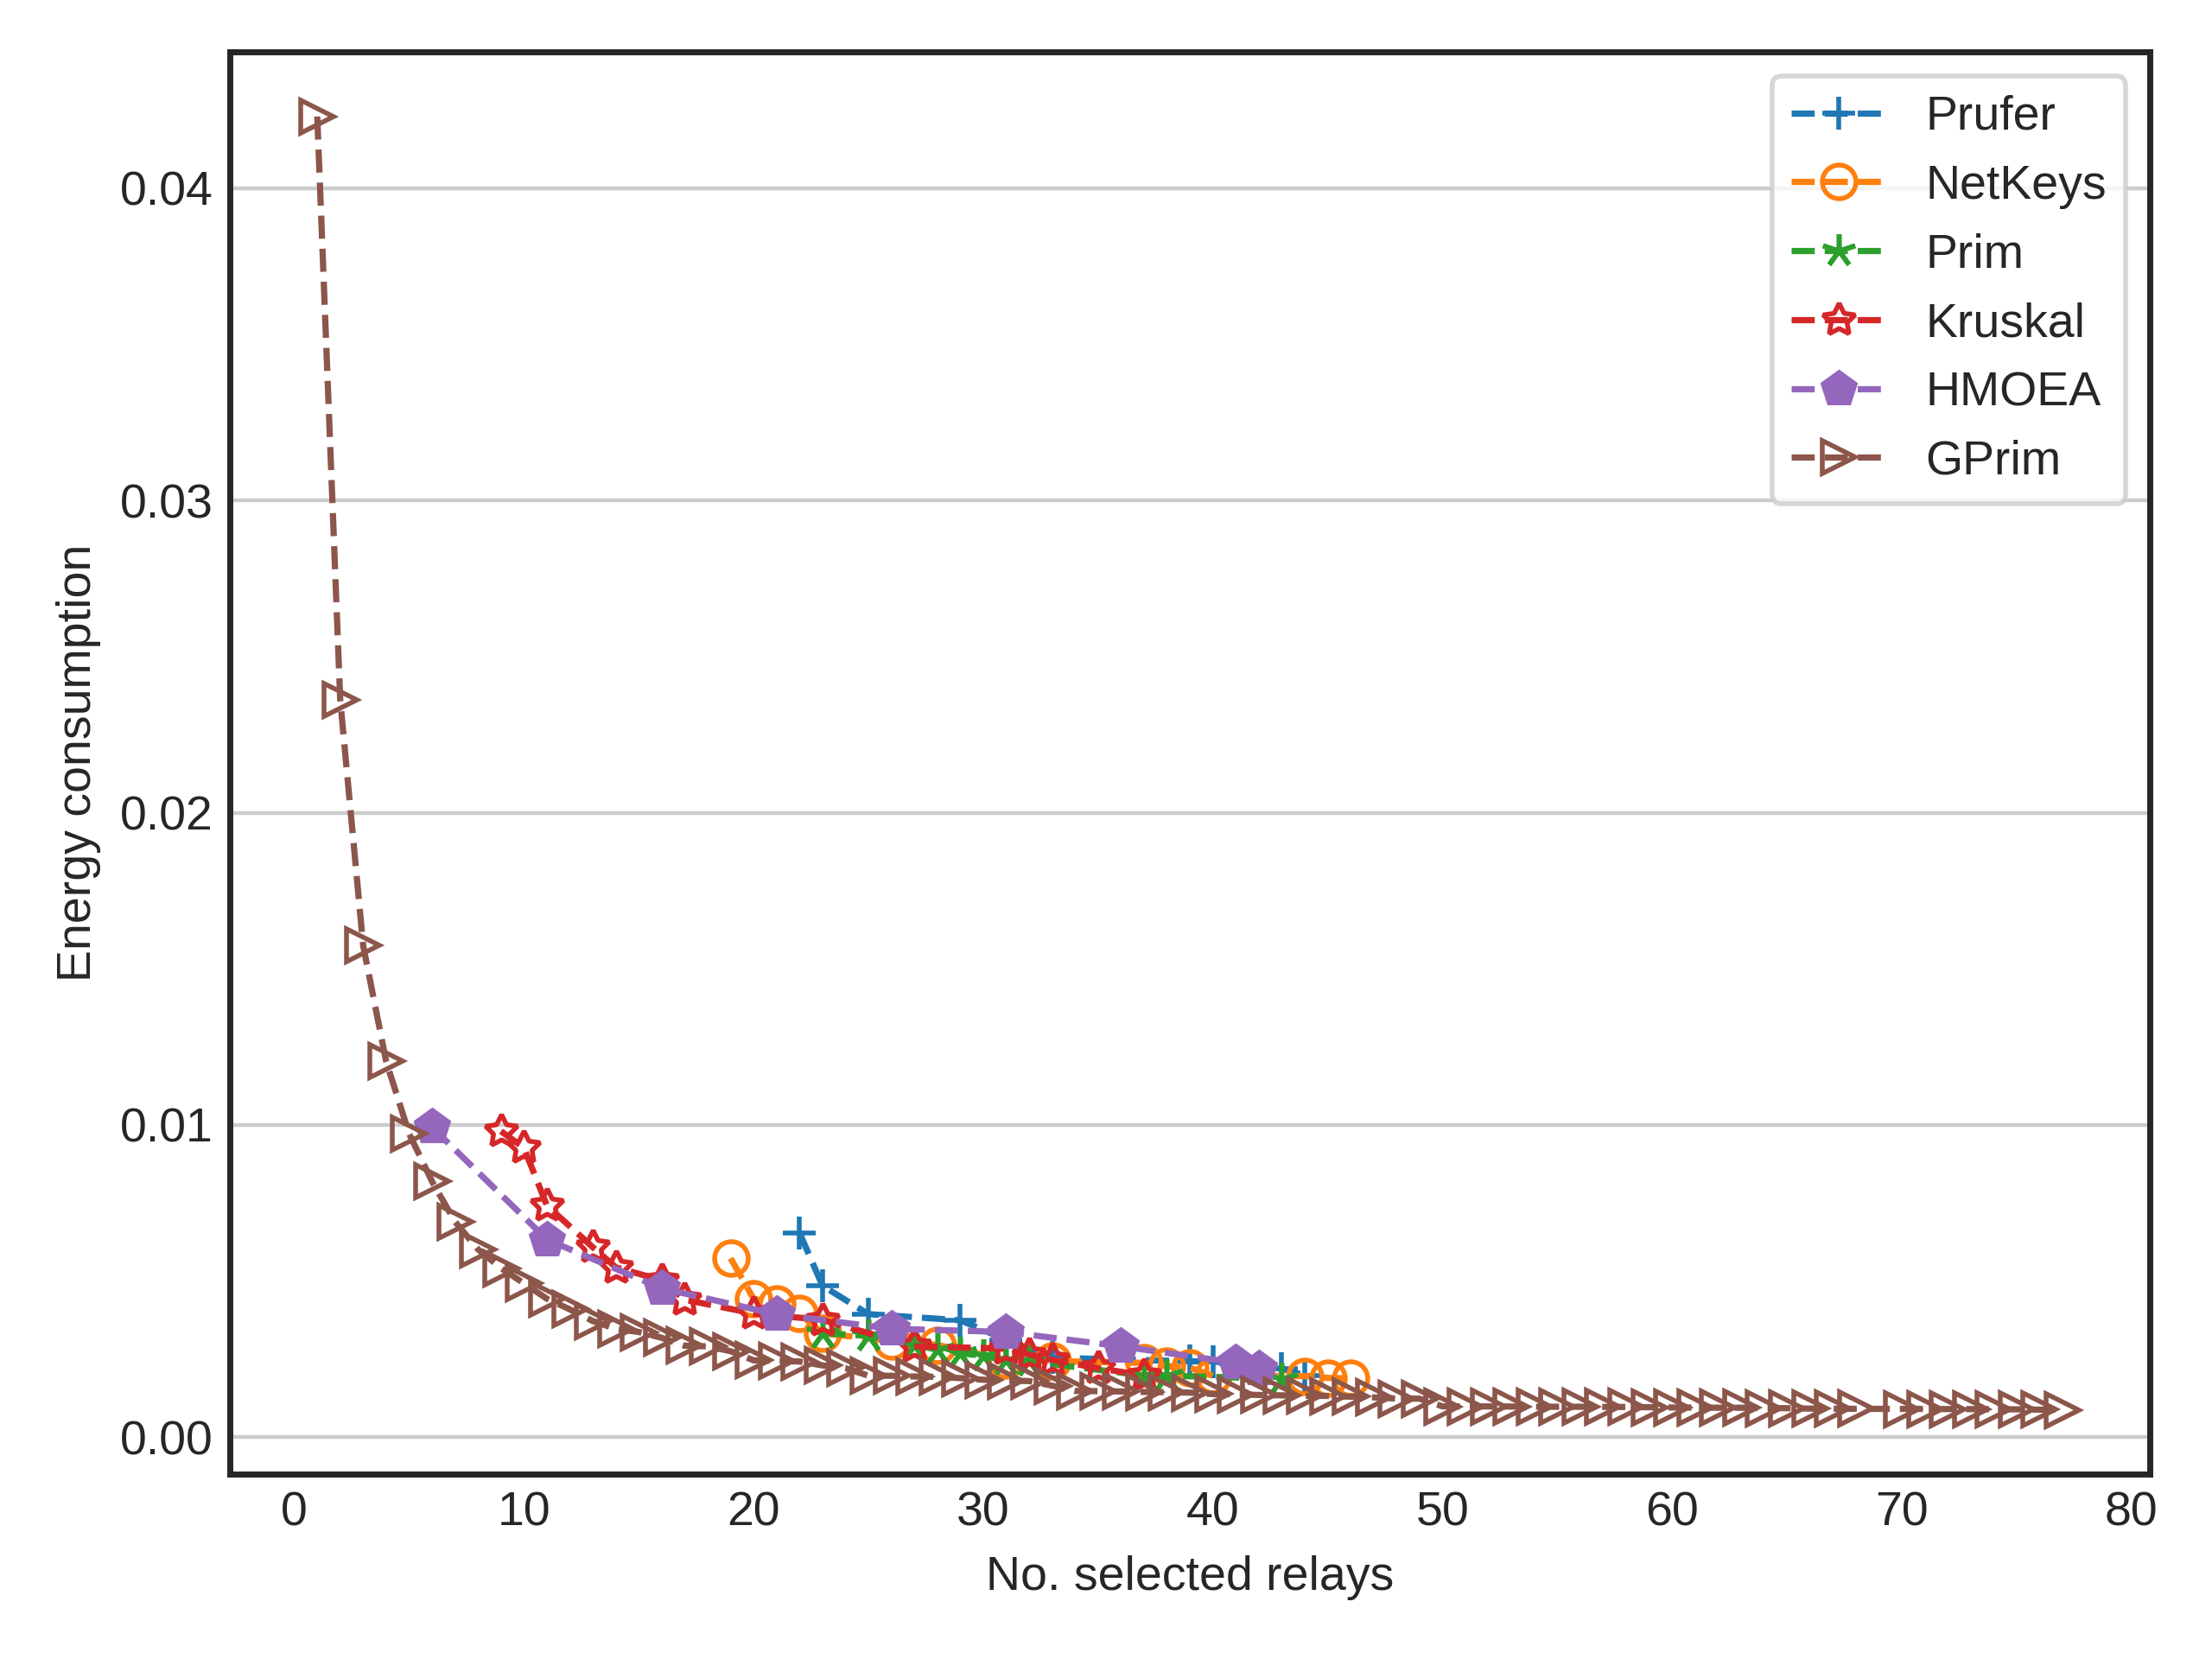 Prufer
NetKeys
Prim
Kruskal
HMOEA
GPrim
0.04
0.03
0.02
0.01
0.00
Energy consumption
0 10 20 30 40 50 60 70 80
No. selected relays